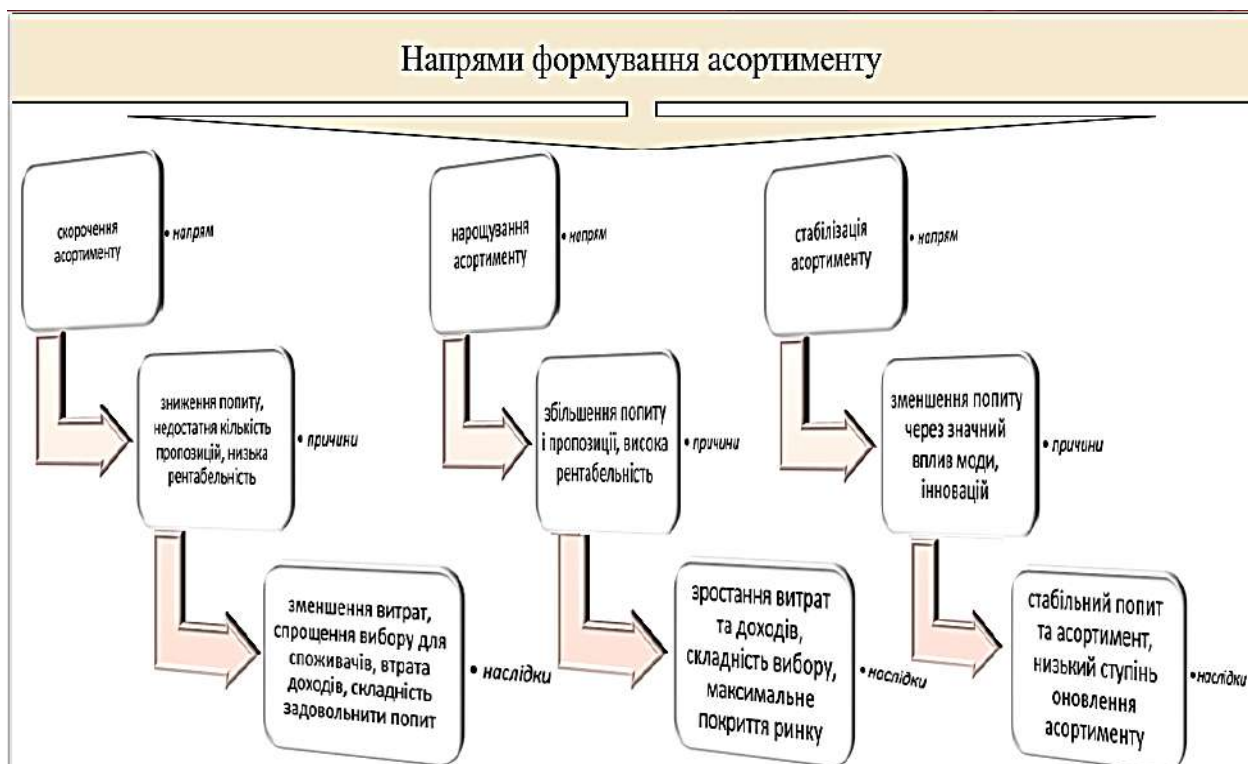 Напрями формування асортименту
скорочення
асортименту
• напрям
зниження попиту,
недостатня кількість
пропозицій, низька
рентабельність
• причини
зменшення витрат,
спрощення вибору для
споживачів, втрата
доходів, складність
задовольнити попит
• наслідки
нарощування
асортименту
• напрям
збільшення попиту
і пропозиції, висока
рентабельність
• причини
зростання витрат
та доходів,
складність вибору,
максимальне
покриття ринку
• наслідки
стабілізація
асортименту
• напрям
зменшення попиту
через значний
вплив моди,
інновацій
• причини
стабільний попит
та асортимент,
низький ступінь
оновлення
асортименту
• наслідки